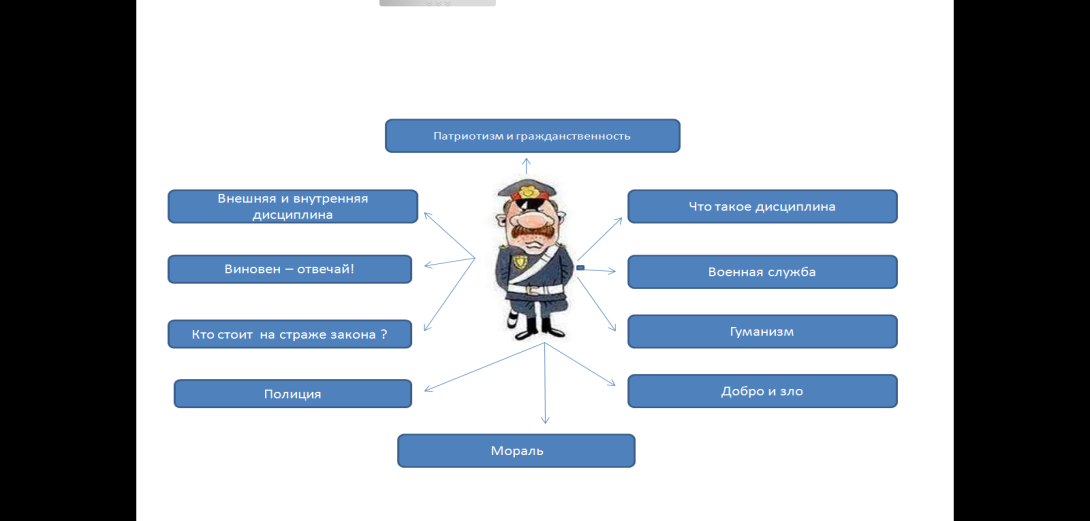 Патриотизм и гражданственность
Внешняя и внутренняя
дисциплина
Что такое дисциплина
Виновен – отвечай!
Военная служба
Кто стоит на страже закона ?
Гуманизм
Полиция
Добро и зло
Мораль